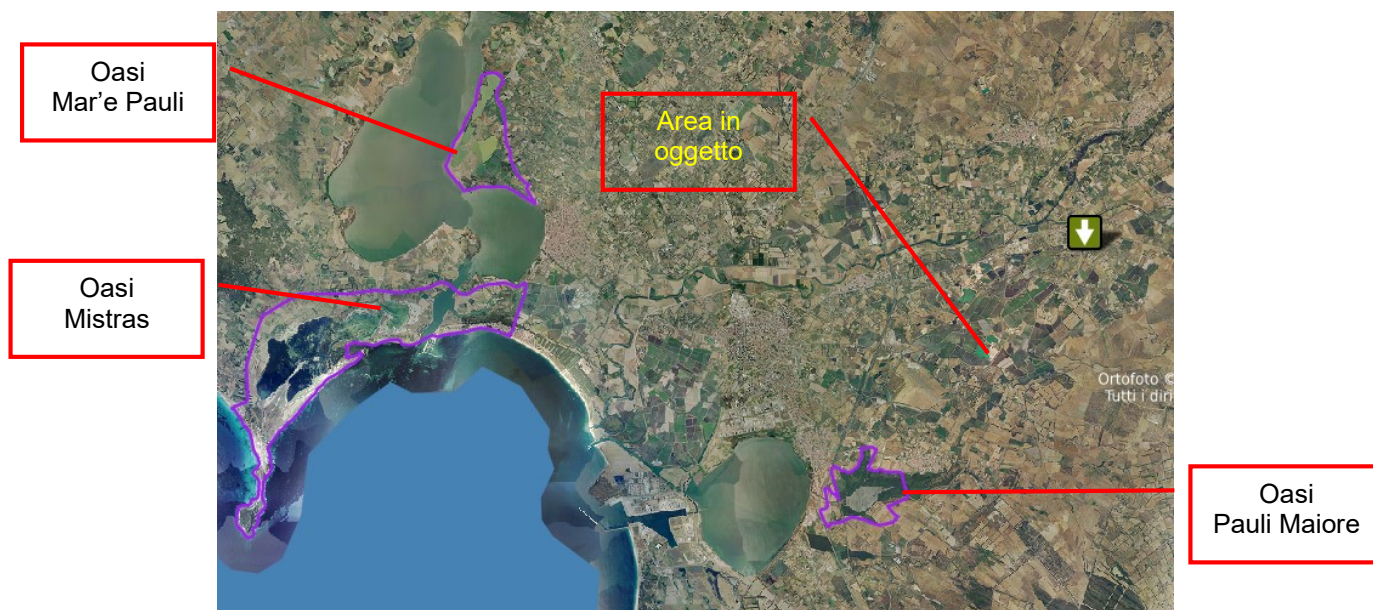 Oasi
Mar'e Pauli
Area in
oggetto
Oasi
Mistras
Ortofoto ©
Tutti i diri
Oasi
Pauli Maiore